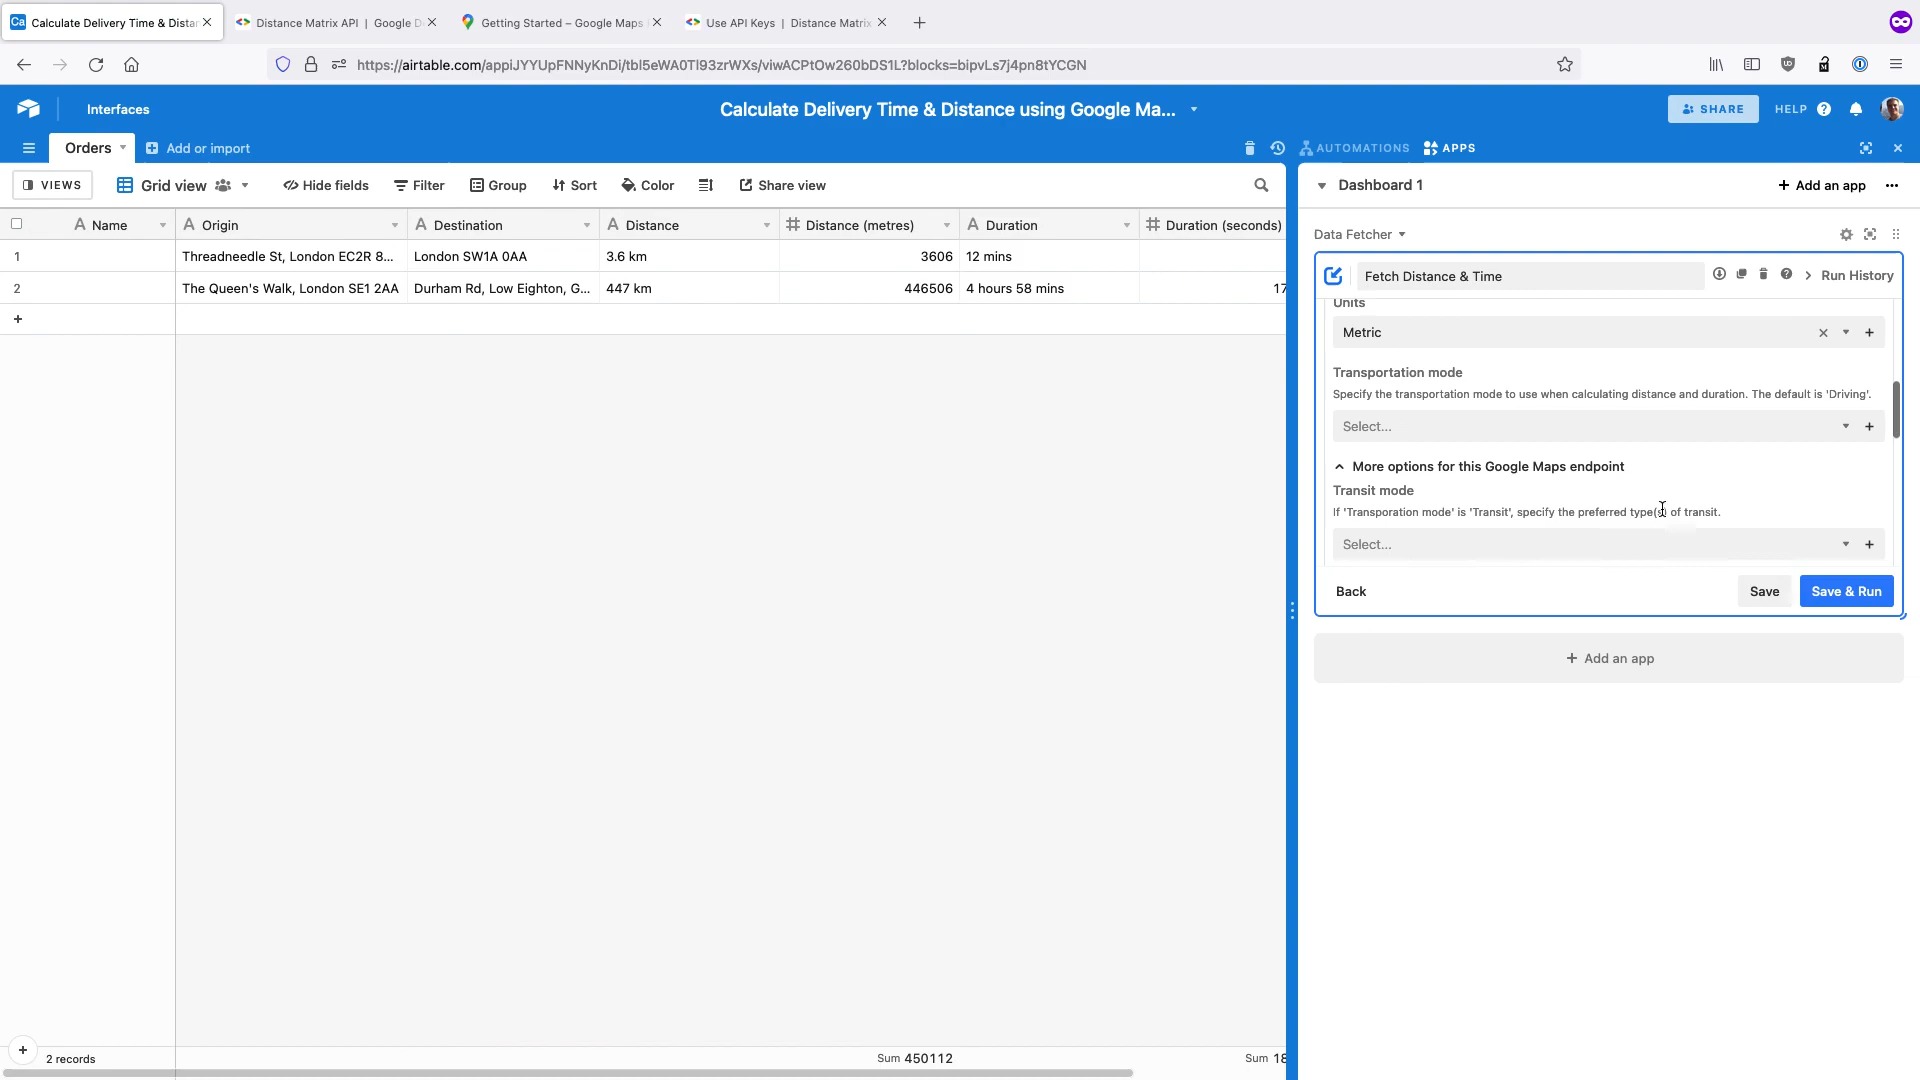 Ca Calculate Delivery Time & Distan
Distance Matrix API | Google D
Getting Started – Google Maps
Use API Keys | Distance Matrix
https://airtable.com/appiJYYUpFNNyKnDi/tbl5eWA0Tl93zrWXs/viwACPtOw260bDS1L?blocks=bipvLs7j4pn8tYCGN
Interfaces
Calculate Delivery Time & Distance using Google Ma...
SHARE
HELP
Orders
Add or import
AUTOMATIONS
APPS
VIEWS
Grid view
Hide fields
Filter
Group
Sort
Color
Share view
Dashboard 1
+ Add an app
Name
Origin
Destination
Distance
Distance (metres)
Duration
Duration (seconds)
1
Threadneedle St, London EC2R 8...
London SW1A 0AA
3.6 km
3606
12 mins
2
The Queen's Walk, London SE1 2AA
Durham Rd, Low Eighton, G...
447 km
446506
4 hours 58 mins
17
+
Data Fetcher
Fetch Distance & Time
Run History
Units
Metric
Transportation mode
Specify the transportation mode to use when calculating distance and duration. The default is 'Driving'.
Select...
More options for this Google Maps endpoint
Transit mode
If 'Transporation mode' is 'Transit', specify the preferred type(s) of transit.
Select...
Back
Save
Save & Run
+ Add an app
+
2 records
Sum 450112
Sum 18